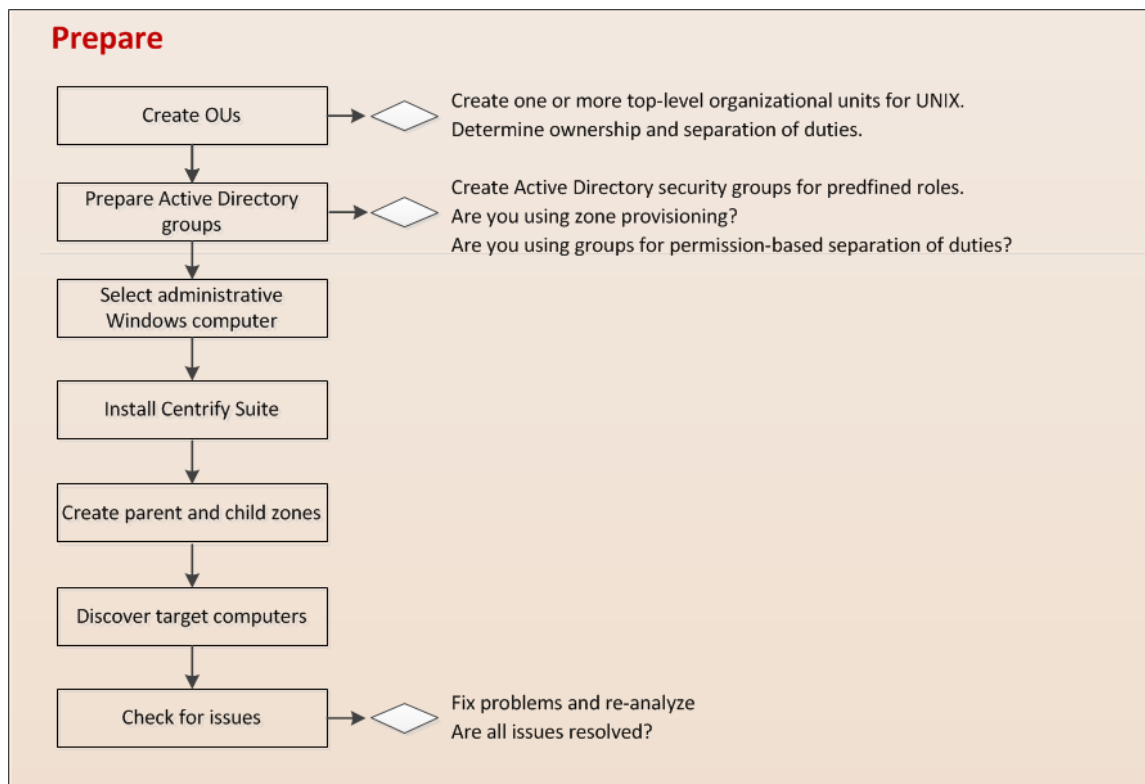 Prepare
Create OUs
Create one or more top-level organizational units for UNIX.
Determine ownership and separation of duties.
Prepare Active Directory
groups
Create Active Directory security groups for predfined roles.
Are you using zone provisioning?
Are you using groups for permission-based separation of duties?
Select administrative
Windows computer
Install Centrify Suite
Create parent and child zones
Discover target computers
Check for issues
Fix problems and re-analyze
Are all issues resolved?